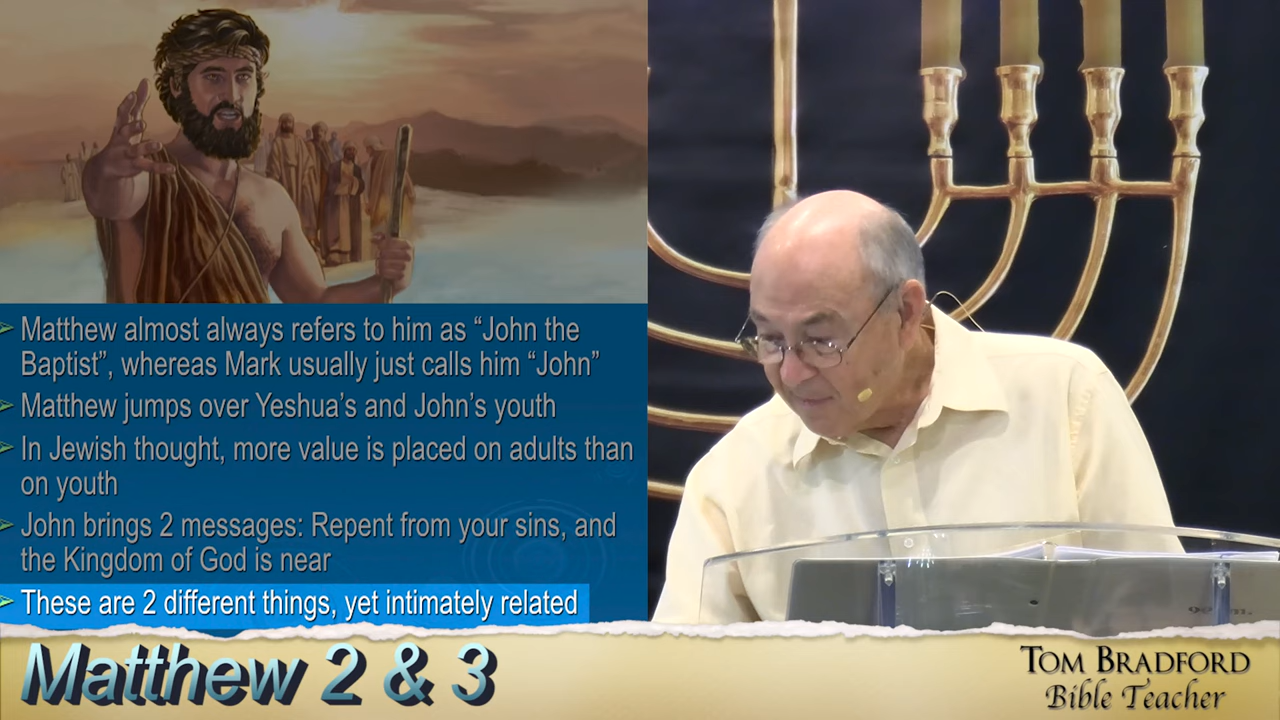 ➢ Matthew almost always refers to him as “John the
Baptist”, whereas Mark usually just calls him “John”
➢ Matthew jumps over Yeshua’s and John’s youth
➢ In Jewish thought, more value is placed on adults than
on youth
➢ John brings 2 messages: Repent from your sins, and
the Kingdom of God is near
➢ These are 2 different things, yet intimately related
Matthew 2 & 3
TOM BRADFORD
Bible Teacher